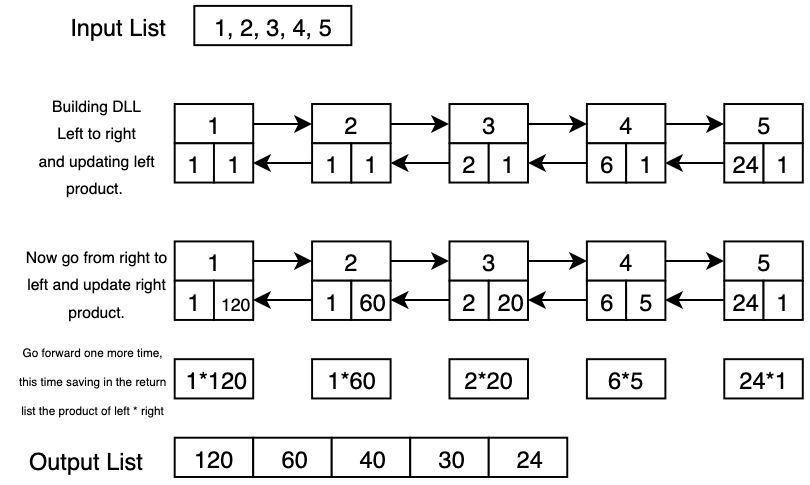 Input List 1, 2, 3, 4, 5
Building DLL
Left to right
and updating left
product.
1 2 3 4 5
1 1 1 1 2 1 6 1 24 1
Now go from right to
left and update right
product.
1 2 3 4 5
1 120 1 60 2 20 6 5 24 1
Go forward one more time,
this time saving in the return
list the product of left * right
1*120 1*60 2*20 6*5 24*1
Output List 120 60 40 30 24